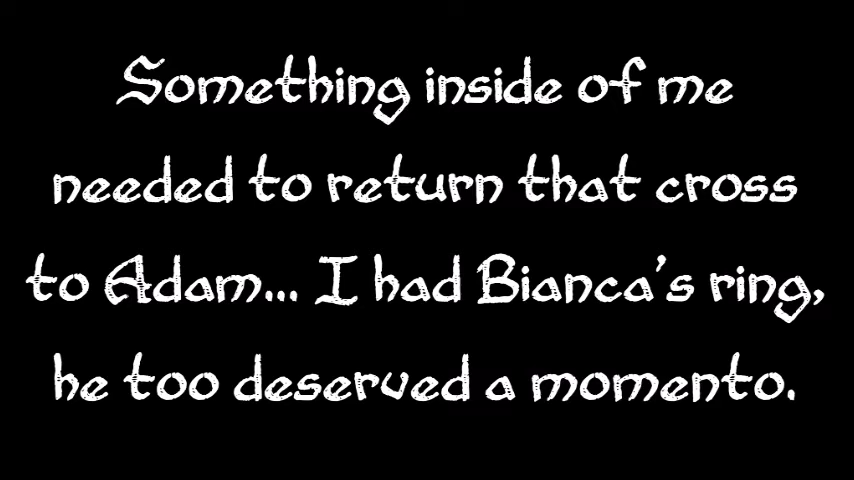 Something inside of me
needed to return that cross
to Adam... I had Bianca's ring,
he too deserved a momento.